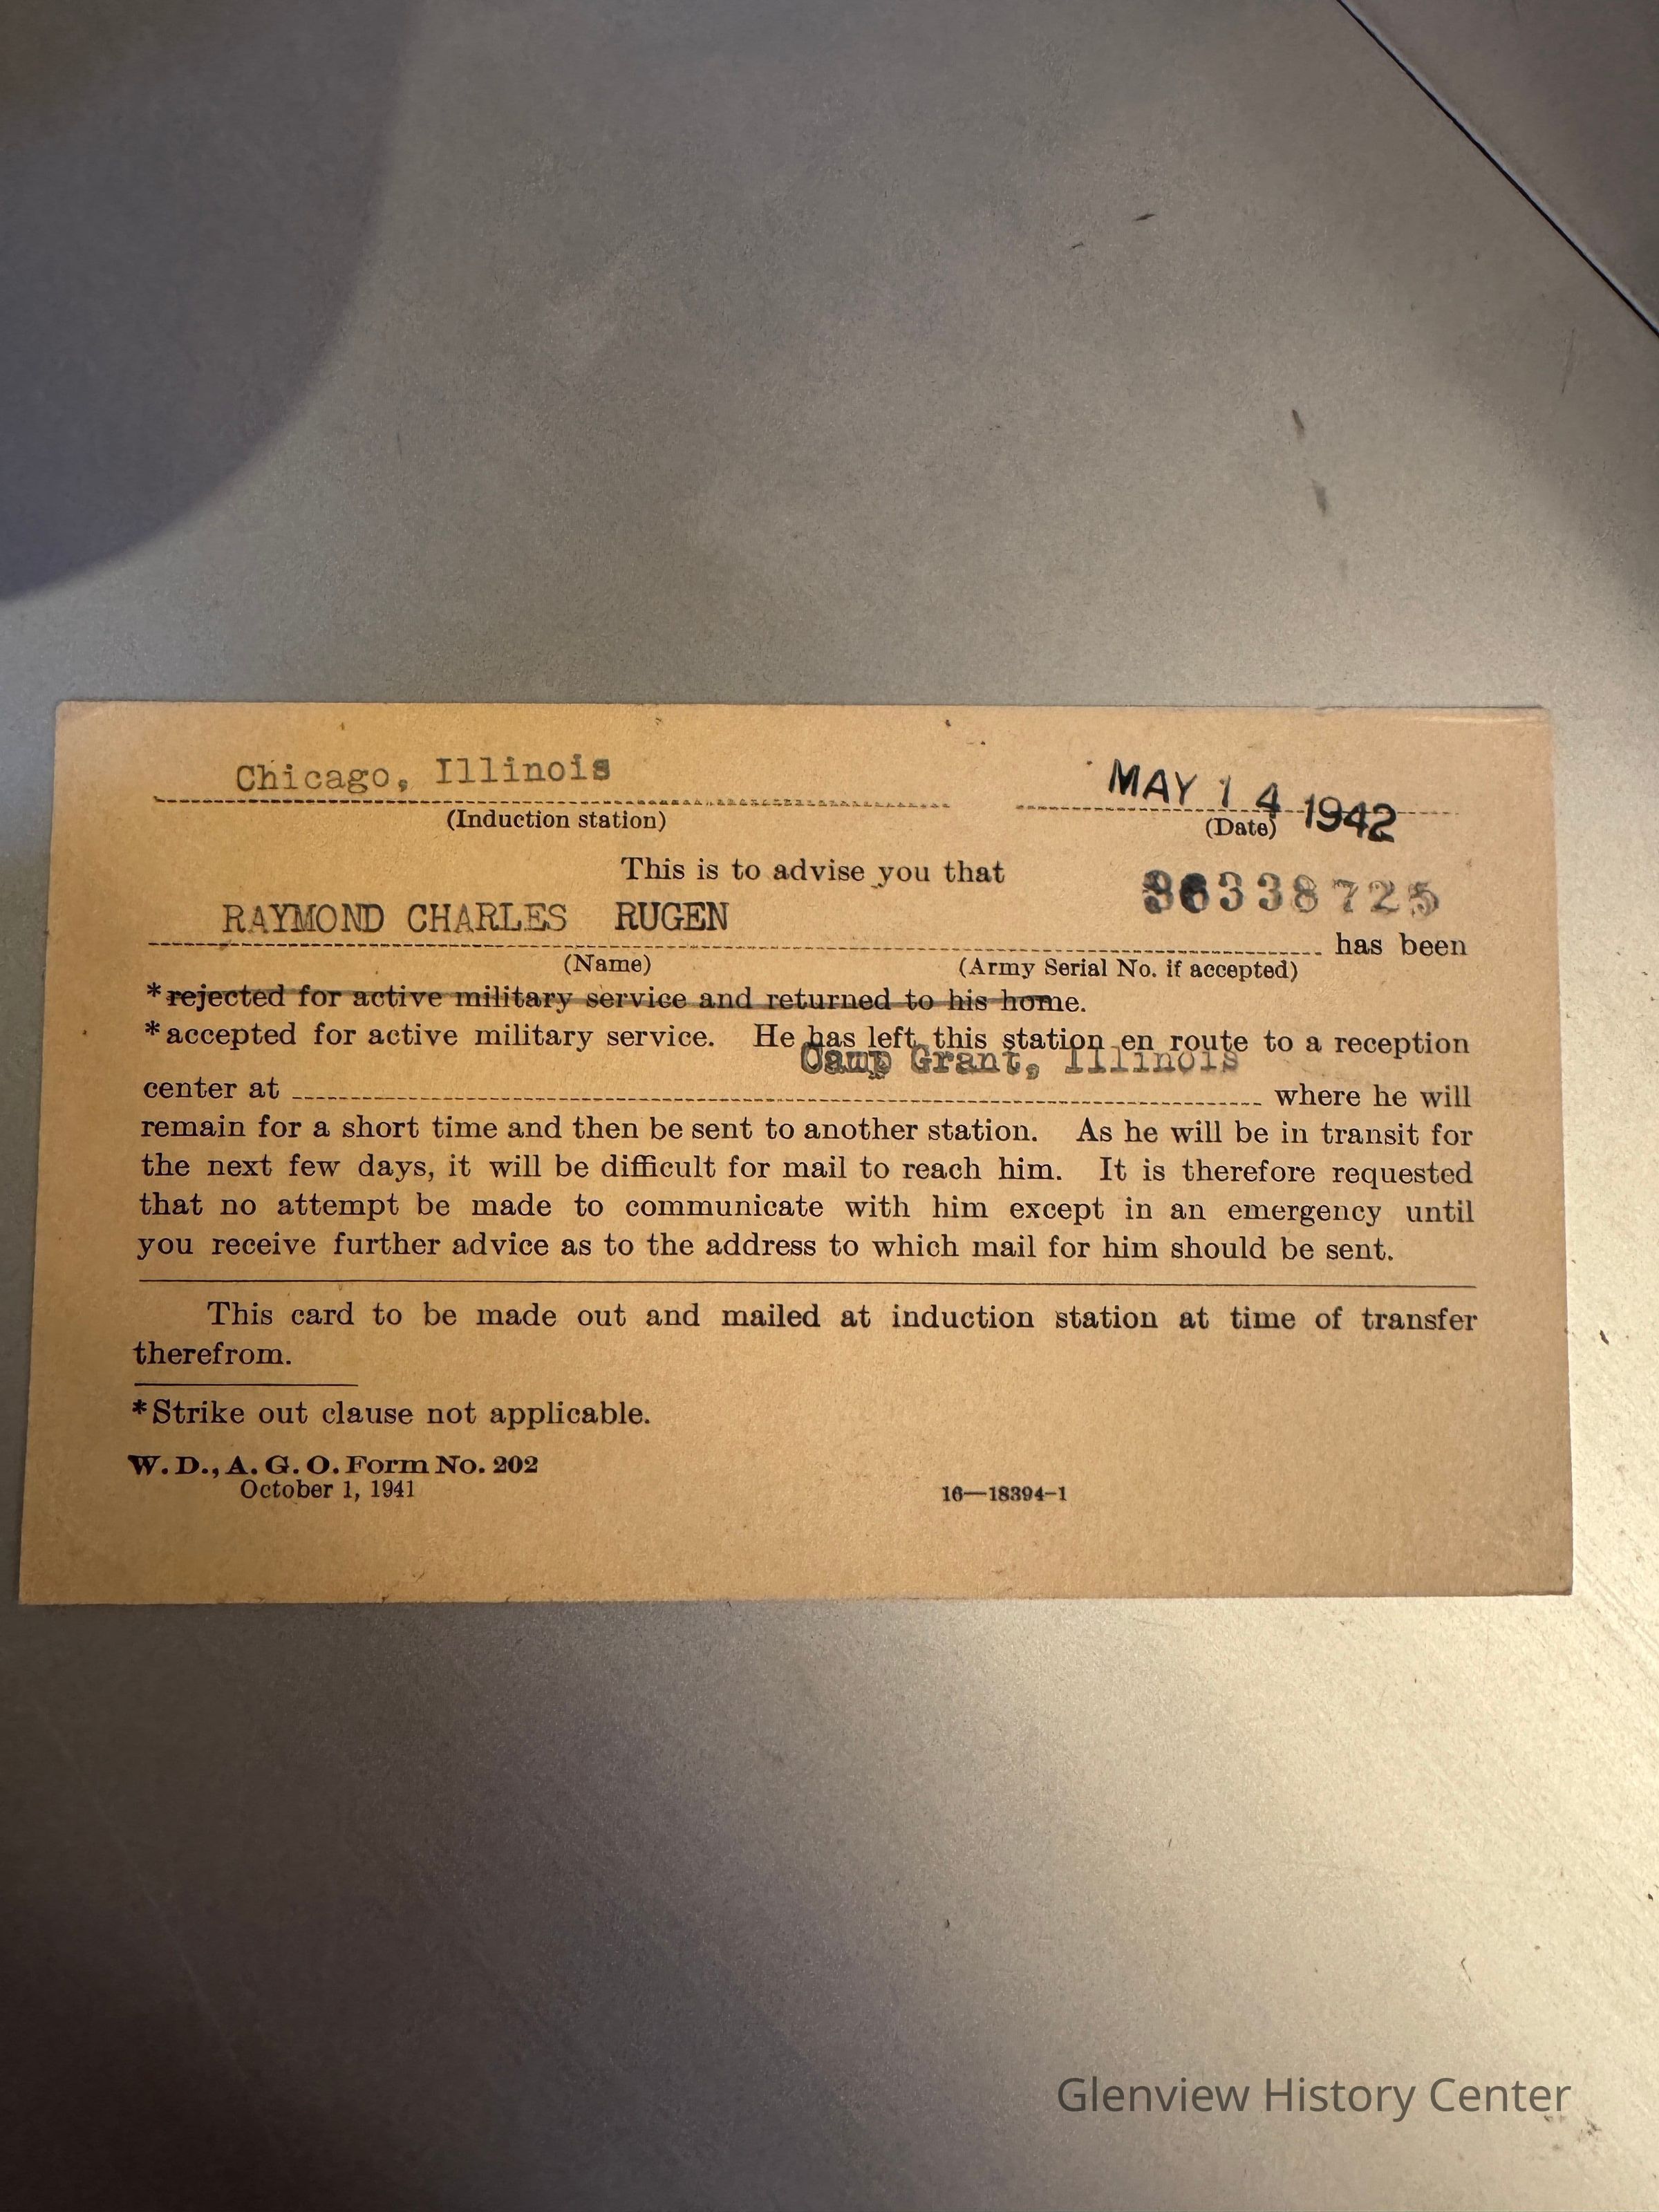 Chicago, Illinois MAY 14 1942
(Induction station) (Date)
This is to advise you that 36338725
RAYMOND CHARLES RUGEN has been
(Name) (Army Serial No. if accepted)
*rejected for active military service and returned to his home.
*accepted for active military service. He has left this station en route to a reception
Camp Grant, Illinois
center at where he will
remain for a short time and then be sent to another station. As he will be in transit for
the next few days, it will be difficult for mail to reach him. It is therefore requested
that no attempt be made to communicate with him except in an emergency until
you receive further advice as to the address to which mail for him should be sent.
This card to be made out and mailed at induction station at time of transfer
therefrom.
*Strike out clause not applicable.
W. D., A. G. O. Form No. 202
October 1, 1941 16—18394-1
Glenview History Center